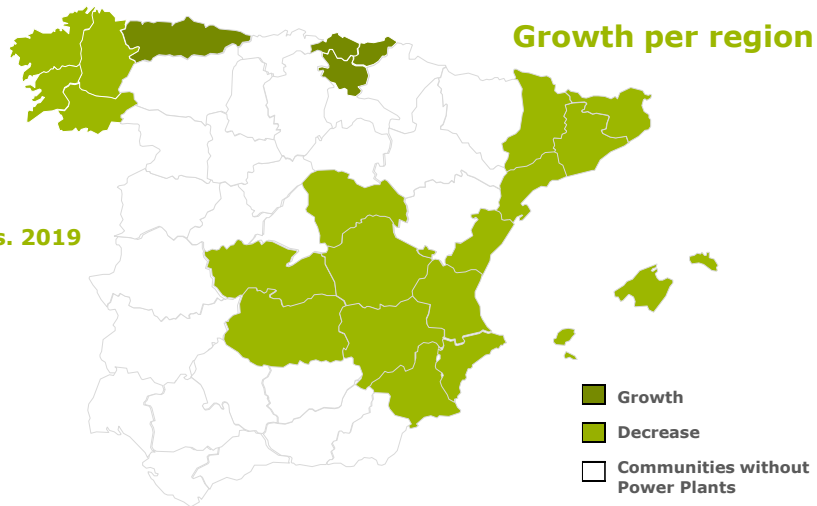 Growth per region
s. 2019
Growth
Decrease
Communities without
Power Plants